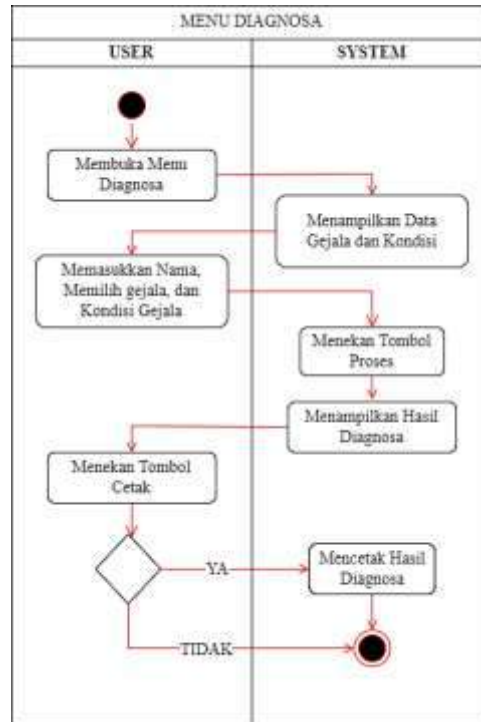 MENU DIAGNOSA
USER
SYSTEM
Membuka Menu
Diagnosa
Menampilkan Data
Gejala dan Kondisi
Memasukkan Nama,
Memilih gejala, dan
Kondisi Gejala
Menekan Tombol
Proses
Menampilkan Hasil
Diagnosa
Menekan Tombol
Cetak
YA
Mencetak Hasil
Diagnosa
TIDAK